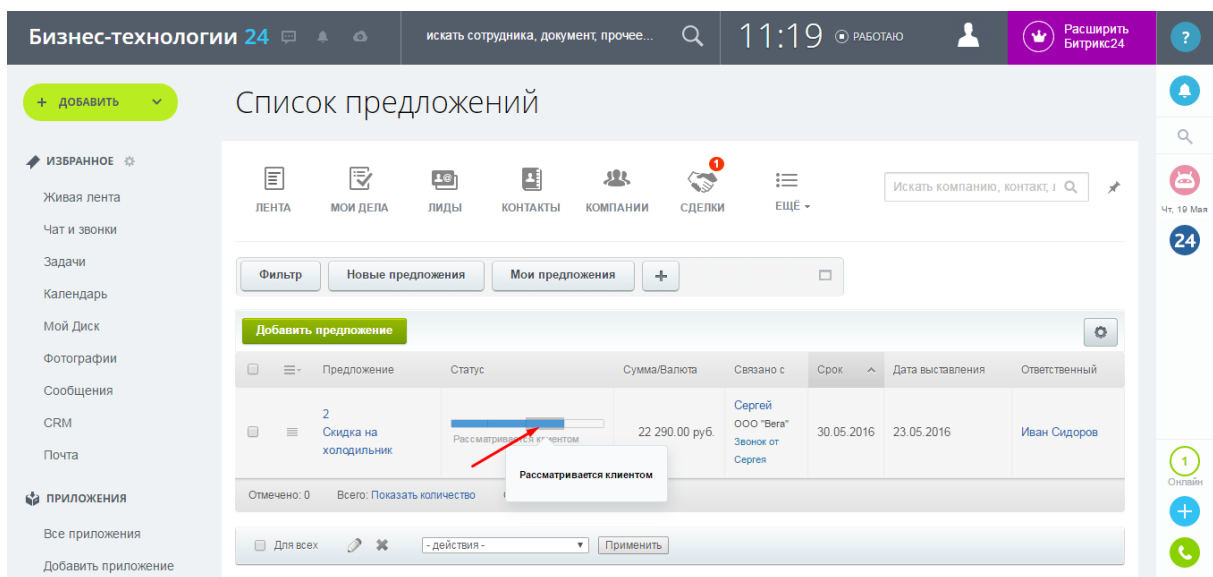 Бизнес-технологии 24
искать сотрудника, документ, прочее...
11:19
РАБОТАЮ
Расширить
Битрикс24
?
+ ДОБАВИТЬ
Список предложений
ИЗБРАННОЕ
Живая лента
Чат и звонки
Задачи
Календарь
Мой Диск
Фотографии
Сообщения
CRM
Почта
ПРИЛОЖЕНИЯ
Все приложения
Добавить приложение
1
ЛЕНТА
МОИ ДЕЛА
ЛИДЫ
КОНТАКТЫ
КОМПАНИИ
СДЕЛКИ
ЕЩЁ
Искать компанию, контакт,
Фильтр
Новые предложения
Мои предложения
+
Добавить предложение
Предложение
Статус
Сумма/Валюта
Связано с
Срок
Дата выставления
Ответственный
2
Скидка на
холодильник
Рассматривается клиентом
22 290.00 руб.
Сергей
ООО "Вега"
Звонок от
Сергея
30.05.2016
23.05.2016
Иван Сидоров
Рассматривается клиентом
Отмечено: 0
Всего: Показать количество
Для всех
- действия -
Применить
Чт, 19 Мая
24
1
Онлайн